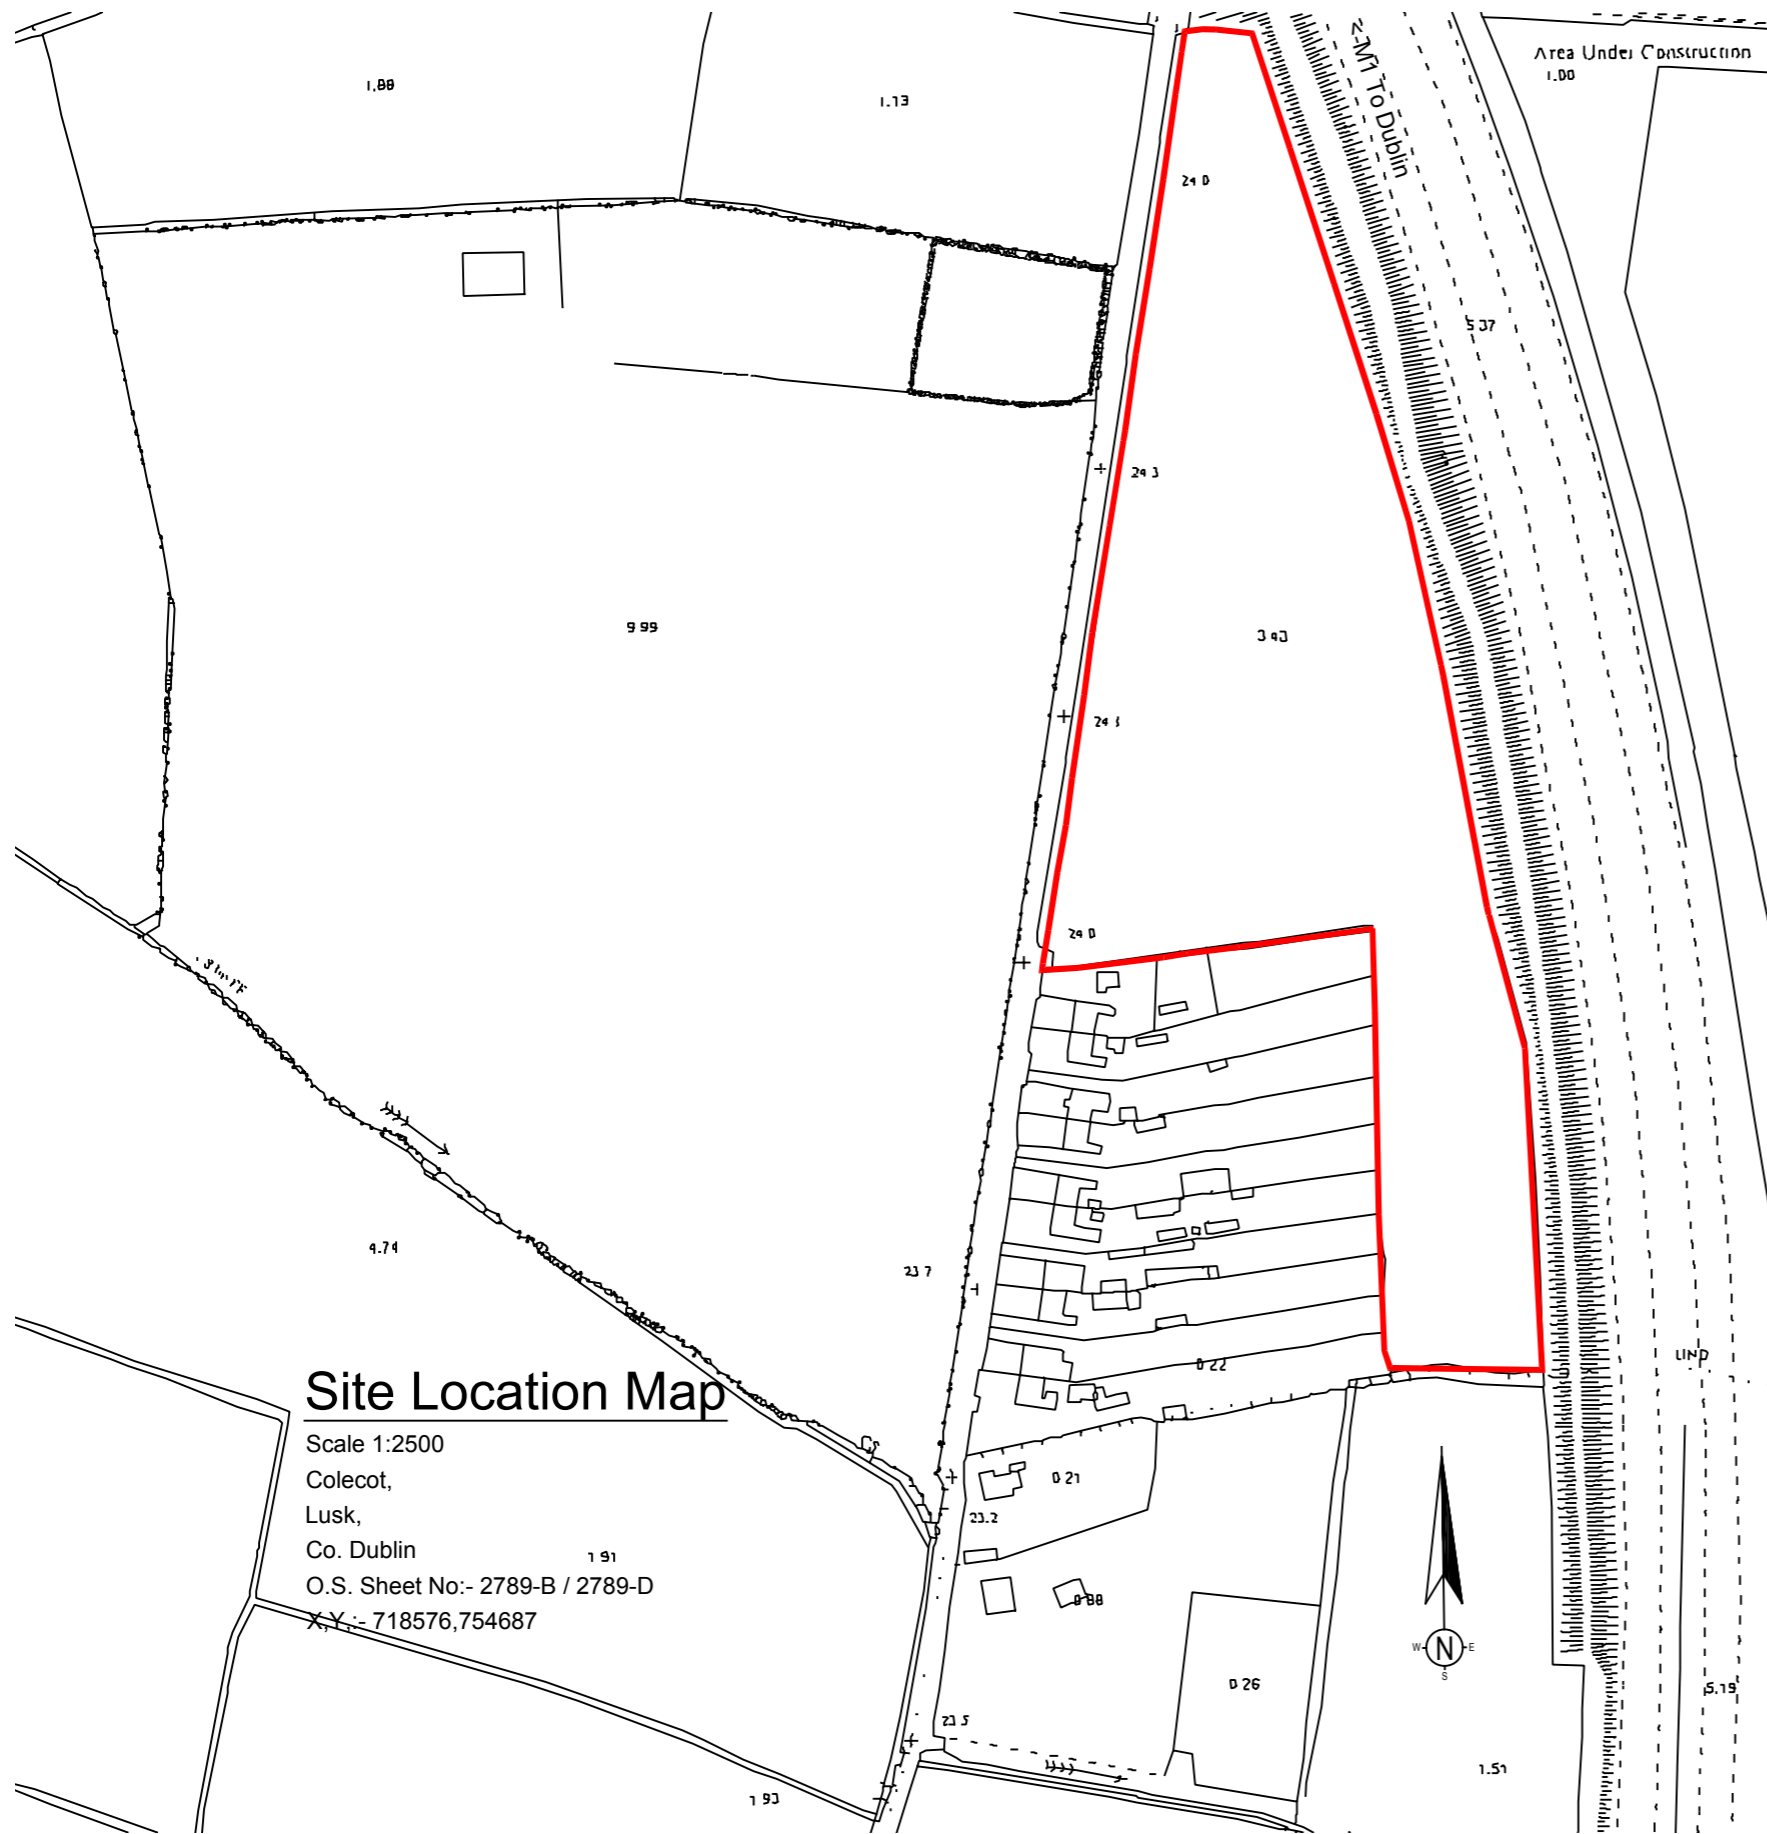 Area Under Construction
1.00
<-M1 To Dublin
1.88
1.73
24 0
5 37
24 3
9 99
3 43
24 0
4.74
23 7
0 22
UND
Site Location Map
Scale 1:2500
Colecot,
Lusk,
Co. Dublin
O.S. Sheet No:- 2789-B / 2789-D
X,Y,:- 718576,754687
0 21
23.2
1 91
0 88
W N E
S
0 26
5.19
23 5
1.51
1 93